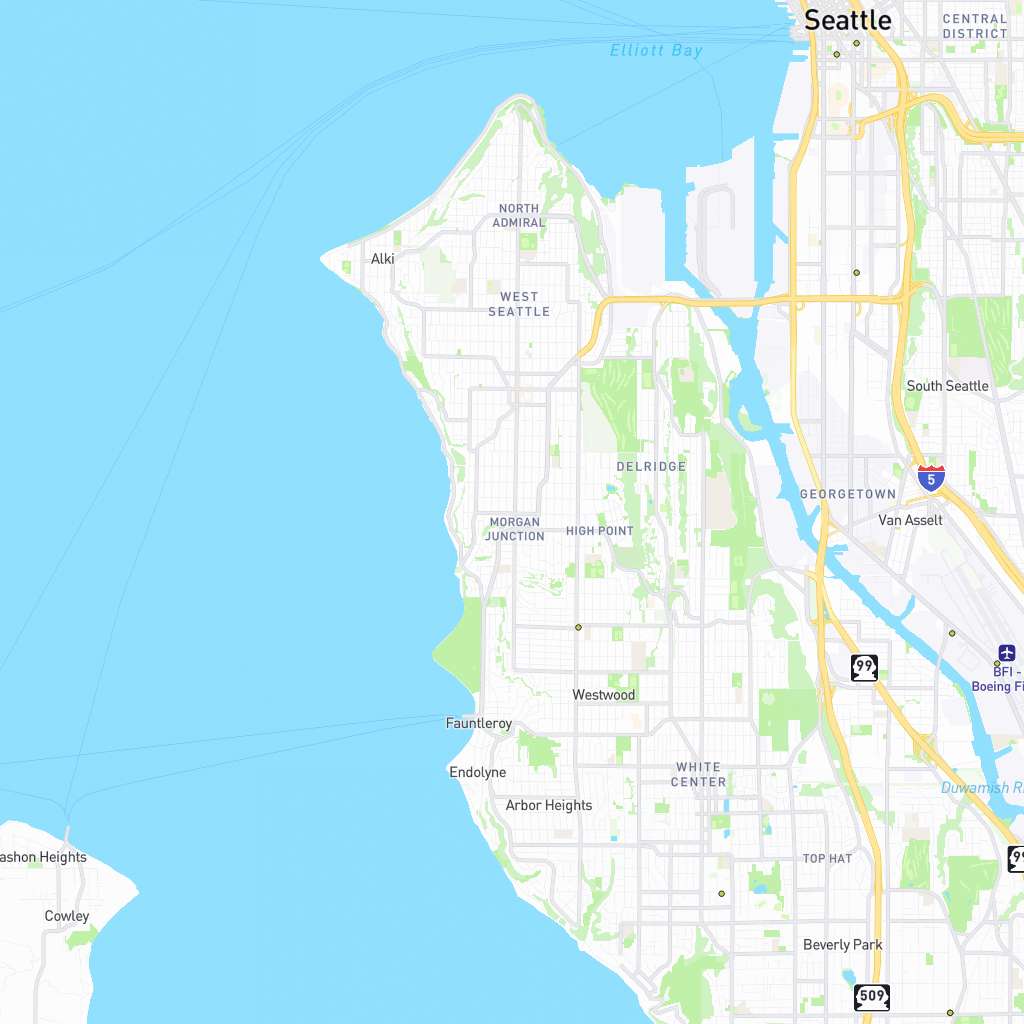 Seattle
CENTRAL
DISTRICT
Elliott Bay
NORTH
ADMIRAL
Alki
WEST
SEATTLE
South Seattle
DELRIDGE
5
GEORGETOWN
Van Asselt
MORGAN
JUNCTION
HIGH POINT
99
BFI -
Boeing Fi
Westwood
Fauntleroy
Endolyne
WHITE
CENTER
Duwamish Ri
Arbor Heights
ashon Heights
TOP HAT
99
Cowley
Beverly Park
509